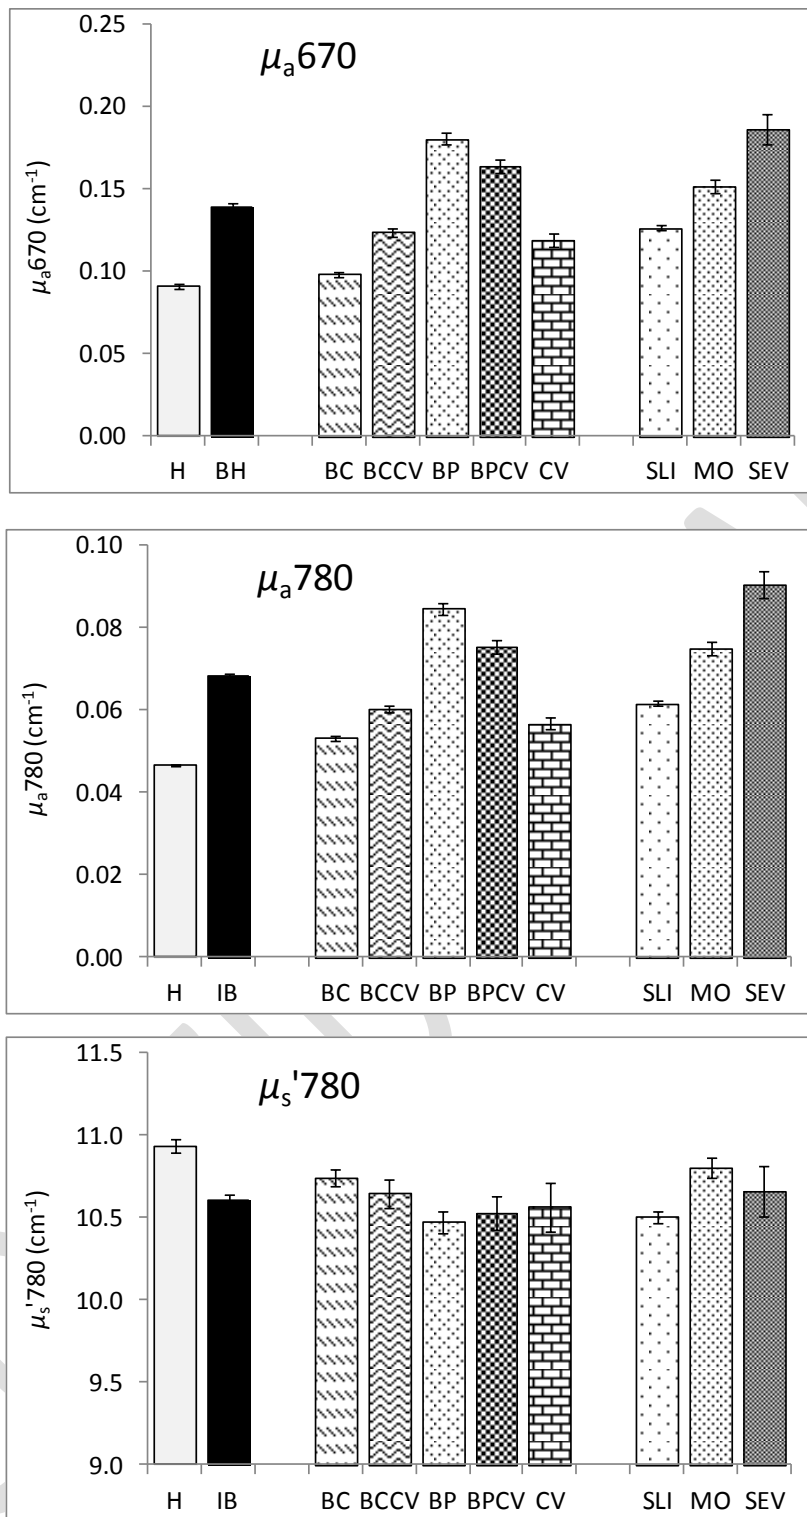 μa670
μa670 (cm-1)
0.25
0.20
0.15
0.10
0.05
0.00
H BH BC BCCV BP BPCV CV SLI MO SEV
μa780
μa780 (cm-1)
0.10
0.08
0.06
0.04
0.02
0.00
H IB BC BCCV BP BPCV CV SLI MO SEV
μs'780
μs'780 (cm-1)
11.5
11.0
10.5
10.0
9.5
9.0
H IB BC BCCV BP BPCV CV SLI MO SEV